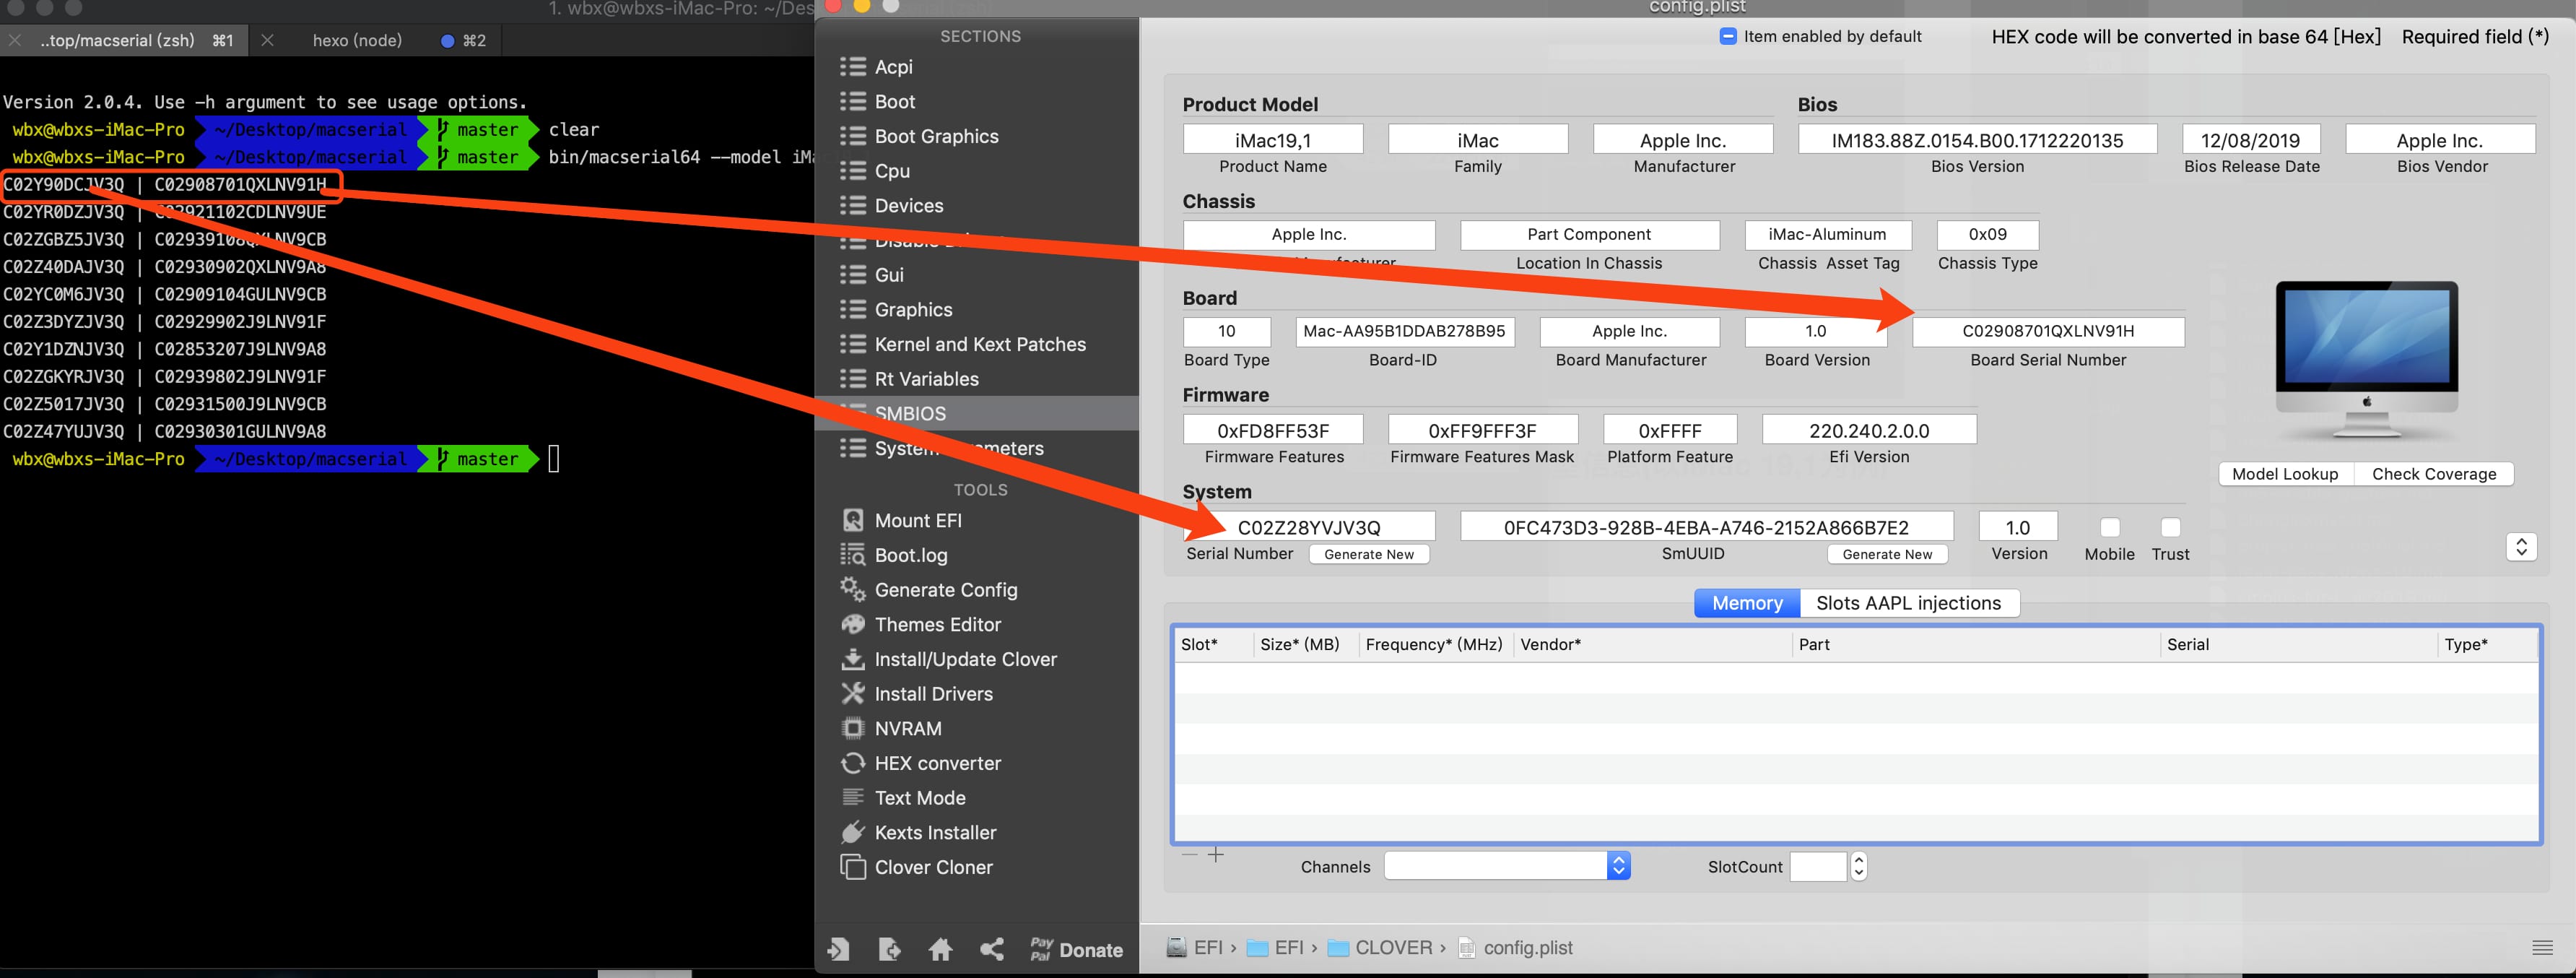 1. wbx@wbxs-iMac-Pro: ~/Des
..top/macserial (zsh) ⌘1 hexo (node) ⌘2
Version 2.0.4. Use -h argument to see usage options.
wbx@wbxs-iMac-Pro ~/Desktop/macserial master clear
wbx@wbxs-iMac-Pro ~/Desktop/macserial master bin/macserial64 --model iMa
C02Y90DCJV3Q | C02908701QXLNV91H
C02YR0DZJV3Q | C02921102CDLNV9UE
C02ZGBZ5JV3Q | C02939108QXLNV9CB
C02Z40DAJV3Q | C02930902QXLNV9A8
C02YC0M6JV3Q | C02909104GULNV9CB
C02Z3DYZJV3Q | C02929902J9LNV91F
C02Y1DZNJV3Q | C02853207J9LNV9A8
C02ZGKYRJV3Q | C02939802J9LNV91F
C02Z5017JV3Q | C02931500J9LNV9CB
C02Z47YUJV3Q | C02930301GULNV9A8
wbx@wbxs-iMac-Pro ~/Desktop/macserial master
SECTIONS
Acpi
Boot
Boot Graphics
Cpu
Devices
Gui
Graphics
Kernel and Kext Patches
Rt Variables
SMBIOS
System Parameters
TOOLS
Mount EFI
Boot.log
Generate Config
Themes Editor
Install/Update Clover
Install Drivers
NVRAM
HEX converter
Text Mode
Kexts Installer
Clover Cloner
PayPal Donate
config.plist
Item enabled by default HEX code will be converted in base 64 [Hex] Required field (*)
Product Model Bios
iMac19,1 iMac Apple Inc. IM183.88Z.0154.B00.1712220135 12/08/2019 Apple Inc.
Product Name Family Manufacturer Bios Version Bios Release Date Bios Vendor
Chassis
Apple Inc. Part Component iMac-Aluminum 0x09
Manufacturer Location In Chassis Chassis Asset Tag Chassis Type
Board
10 Mac-AA95B1DDAB278B95 Apple Inc. 1.0 C02908701QXLNV91H
Board Type Board-ID Board Manufacturer Board Version Board Serial Number
Firmware
0xFD8FF53F 0xFF9FFF3F 0xFFFF 220.240.2.0.0
Firmware Features Firmware Features Mask Platform Feature Efi Version
Model Lookup Check Coverage
System
C02Z28YVJV3Q 0FC473D3-928B-4EBA-A746-2152A866B7E2 1.0
Serial Number Generate New SmUUID Generate New Version Mobile Trust
Memory Slots AAPL injections
Slot* Size* (MB) Frequency* (MHz) Vendor* Part Serial Type*
Channels SlotCount
EFI › EFI › CLOVER › config.plist